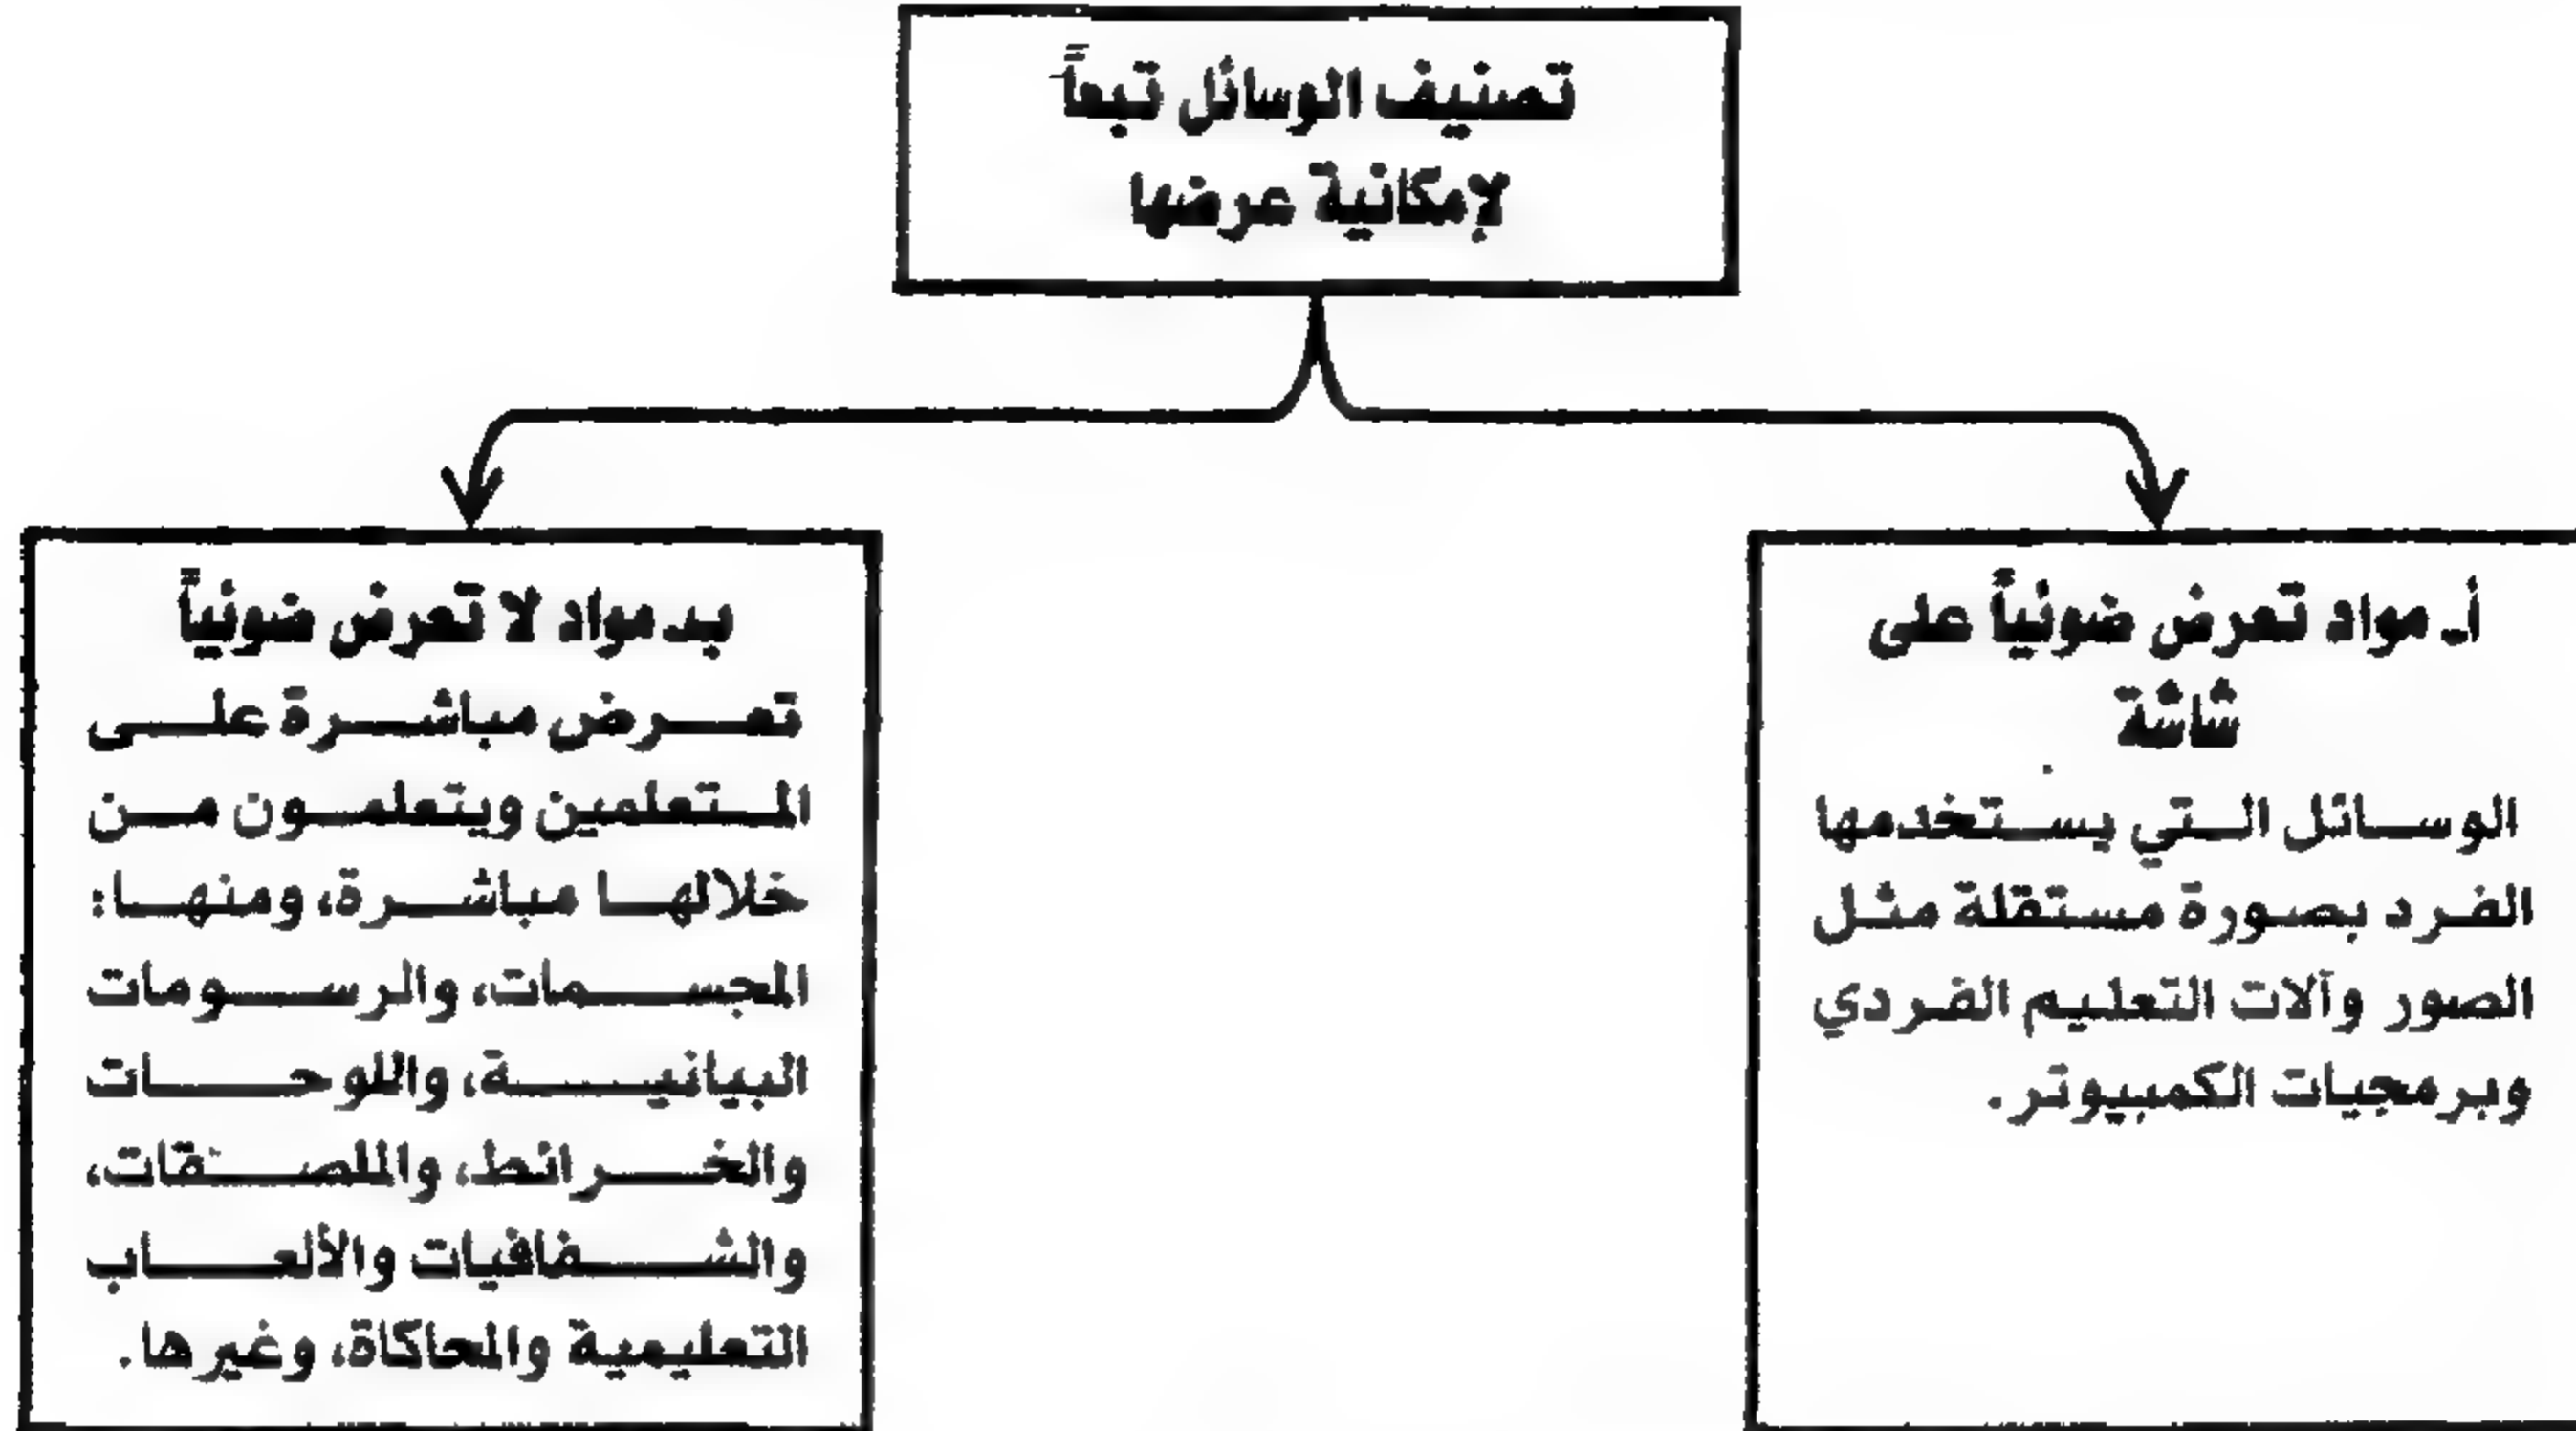 تصنيف الوسائل تبعاً
لإمكانية عرضها
أـ مواد تعرض ضوئياً على
شاشة
الوسائل التي يستخدمها
الفرد بصورة مستقلة مثل
الصور وآلات التعليم الفردي
وبرمجيات الكمبيوتر.
بـ مواد لا تعرض ضوئياً
تعرض مباشرة على
المتعلمين ويتعلمون من
خلالها مباشرة، ومنها:
المجسمات، والرسومات
البيانية، واللوحات
والخرائط، والملصقات،
والشفافيات والألعاب
التعليمية والمحاكاة، وغيرها.